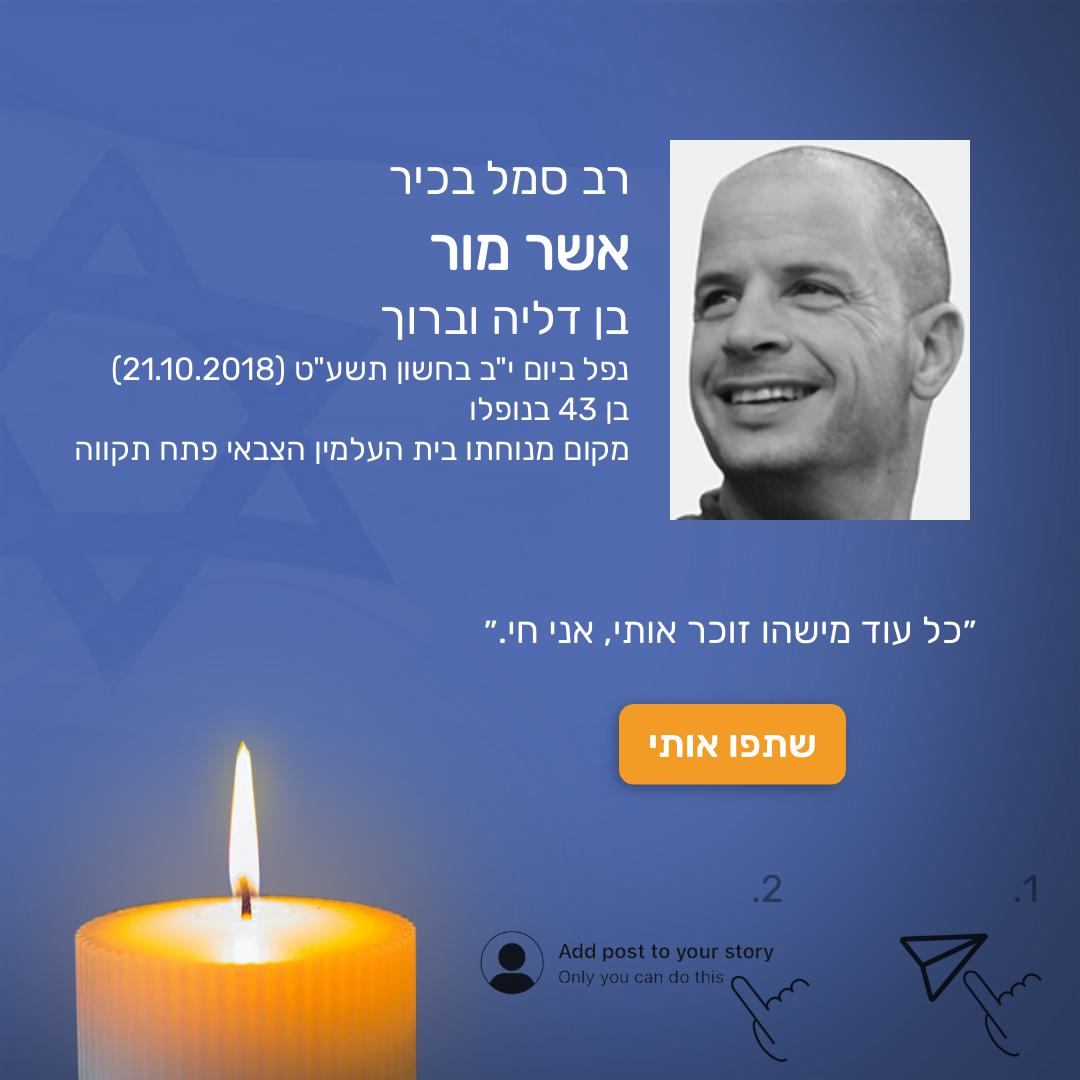 רב סמל בכיר
אשר מור
בן דליה וברוך
נפל ביום י"ב בחשון תשע"ט (21.10.2018)
בן 43 בנופלו
מקום מנוחתו בית העלמין הצבאי פתח תקווה
״כל עוד מישהו זוכר אותי, אני חי.״
שתפו אותי
.1
.2
Add post to your story
Only you can do this